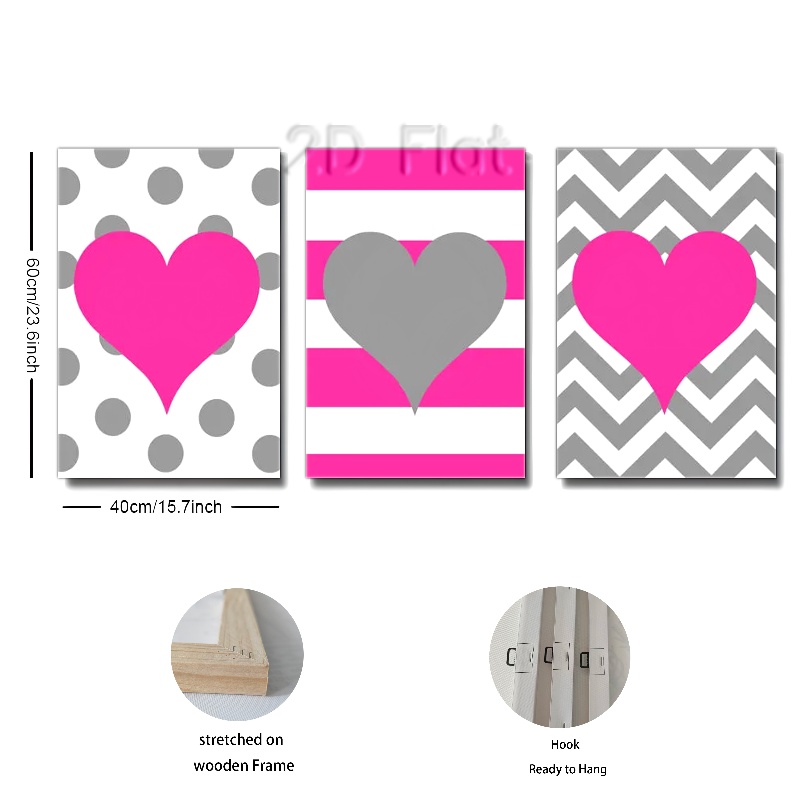 2D Flat
60cm/23.6inch
40cm/15.7inch
stretched on
wooden Frame
Hook
Ready to Hang